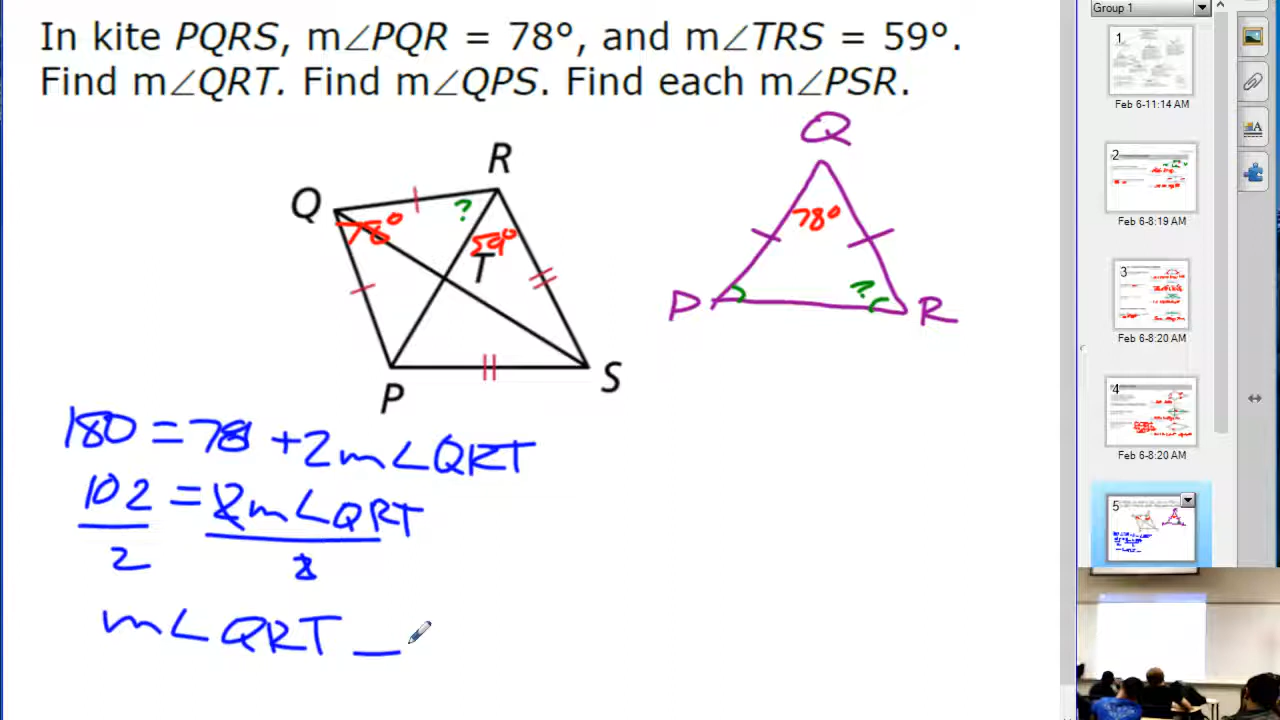 In kite PQRS, m∠PQR = 78°, and m∠TRS = 59°.
Find m∠QRT. Find m∠QPS. Find each m∠PSR.
Q
R
78°
?
59°
T
P
S
Q
78°
?
P
R
180 = 78 + 2m∠QRT
102 = 2m∠QRT
2 2
m∠QRT
Group 1
1
Feb 6-11:14 AM
2
Feb 6-8:19 AM
3
Feb 6-8:20 AM
4
Feb 6-8:20 AM
5